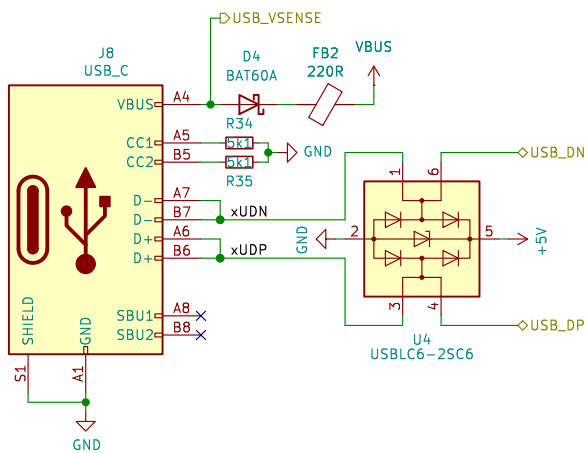 USB_VSENSE
J8
USB_C
D4
BAT60A
FB2
220R
VBUS
VBUS
A4
CC1
A5
R34
5k1
CC2
B5
5k1
R35
GND
D-
A7
D-
B7
xUDN
D+
A6
D+
B6
xUDP
SBU1
A8
SBU2
B8
SHIELD
GND
S1
A1
GND
USB_DN
1
6
GND
2
5
+5V
3
4
USB_DP
U4
USBLC6-2SC6